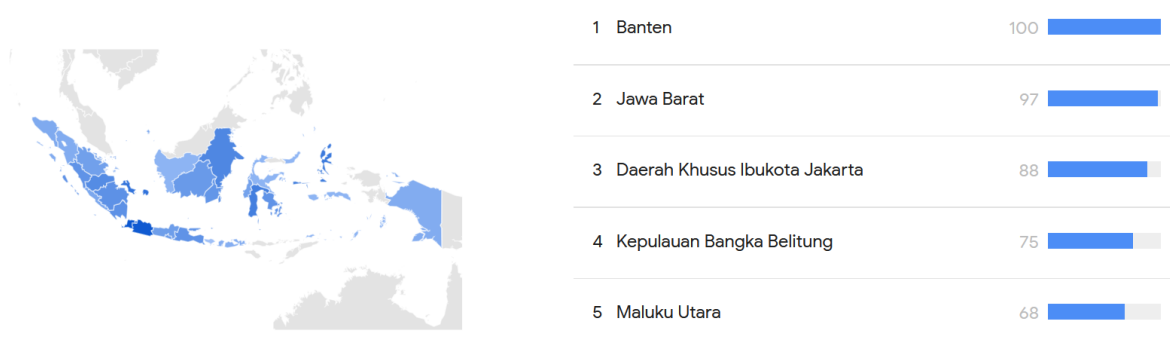 1 Banten 100
2 Jawa Barat 97
3 Daerah Khusus Ibukota Jakarta 88
4 Kepulauan Bangka Belitung 75
5 Maluku Utara 68